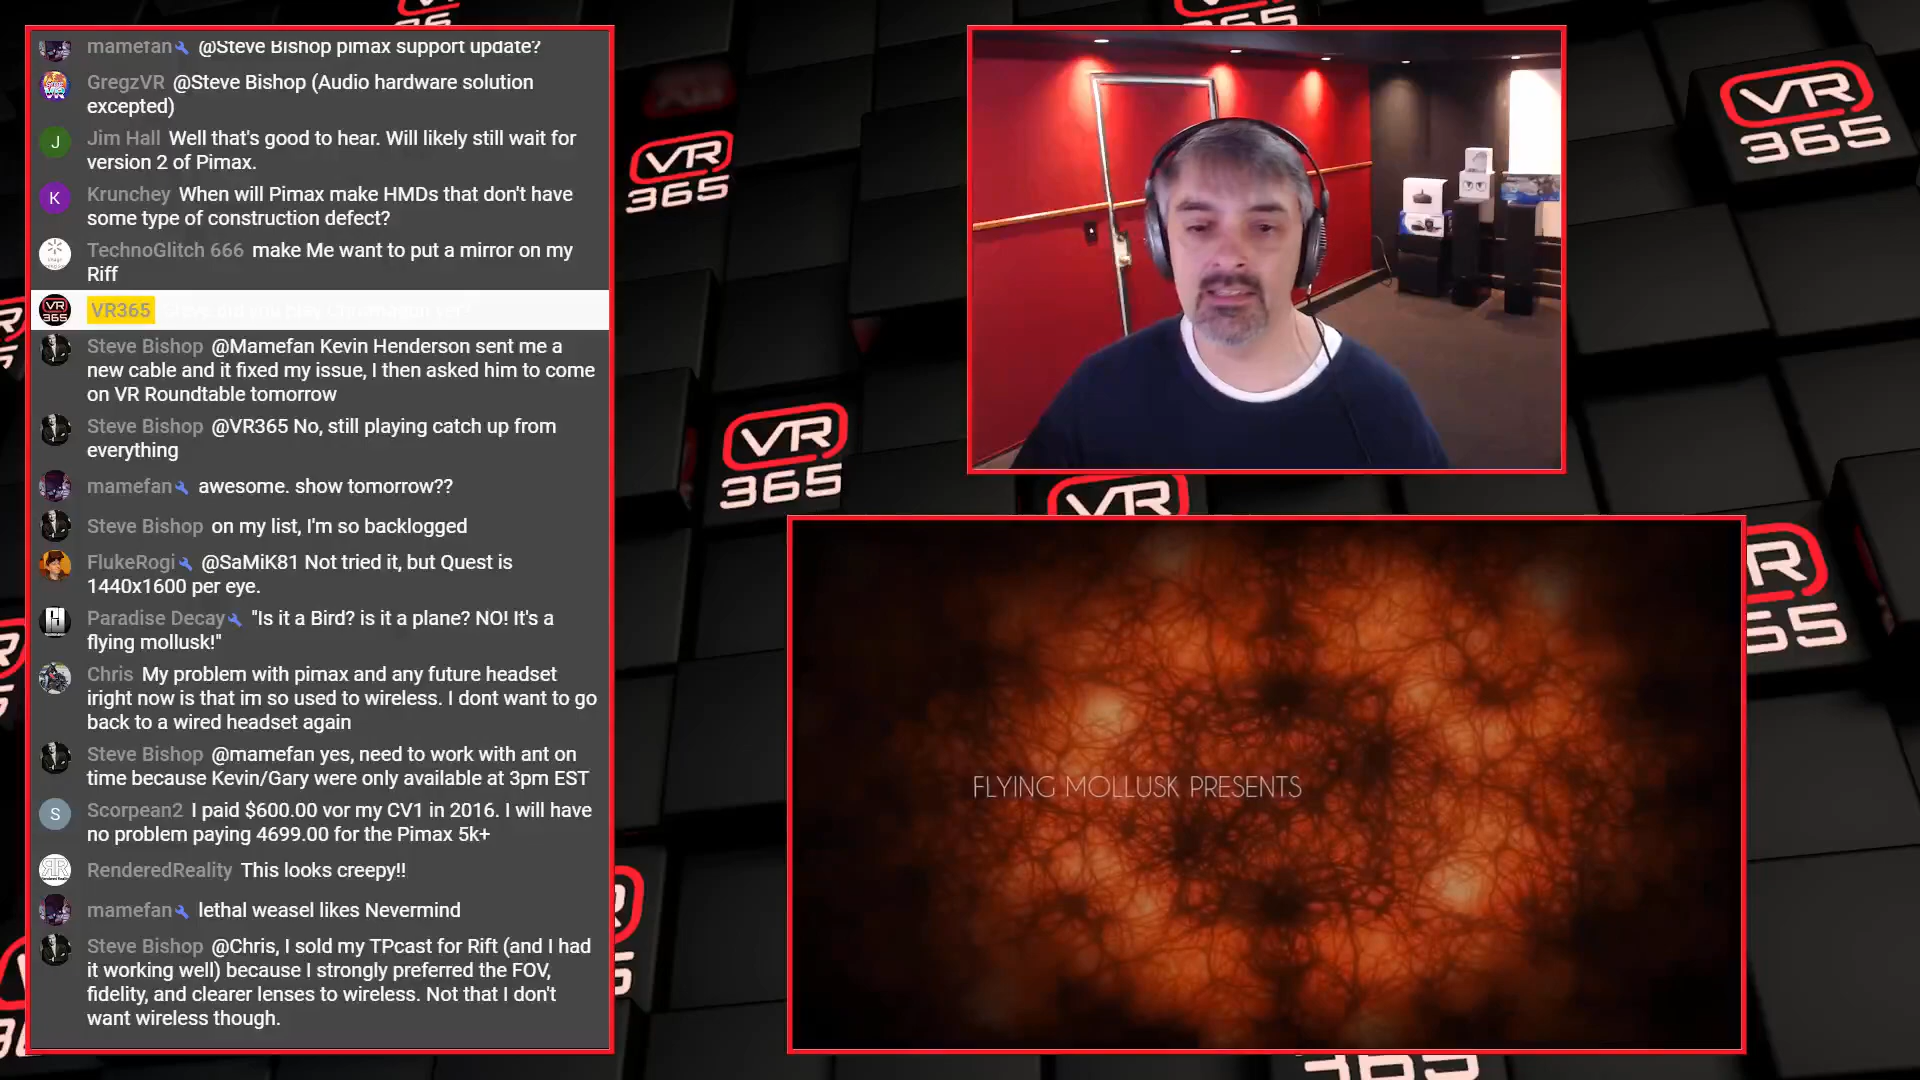 mamefan @Steve Bishop pimax support update?
GregzVR @Steve Bishop (Audio hardware solution
excepted)
Jim Hall Well that's good to hear. Will likely still wait for
version 2 of Pimax.
Krunchey When will Pimax make HMDs that don't have
some type of construction defect?
TechnoGlitch 666 make Me want to put a mirror on my
Riff
VR365
Steve Bishop @Mamefan Kevin Henderson sent me a
new cable and it fixed my issue, I then asked him to come
on VR Roundtable tomorrow
Steve Bishop @VR365 No, still playing catch up from
everything
mamefan awesome. show tomorrow??
Steve Bishop on my list, I'm so backlogged
FlukeRogi @SaMiK81 Not tried it, but Quest is
1440x1600 per eye.
Paradise Decay "Is it a Bird? is it a plane? NO! It's a
flying mollusk!"
Chris My problem with pimax and any future headset
iright now is that im so used to wireless. I dont want to go
back to a wired headset again
Steve Bishop @mamefan yes, need to work with ant on
time because Kevin/Gary were only available at 3pm EST
Scorpean2 I paid $600.00 vor my CV1 in 2016. I will have
no problem paying 4699.00 for the Pimax 5k+
RenderedReality This looks creepy!!
mamefan lethal weasel likes Nevermind
Steve Bishop @Chris, I sold my TPcast for Rift (and I had
it working well) because I strongly preferred the FOV,
fidelity, and clearer lenses to wireless. Not that I don't
want wireless though.
J
K
VR
365
S
VR
365
VR
365
VR
365
VR
FLYING MOLLUSK PRESENTS
365